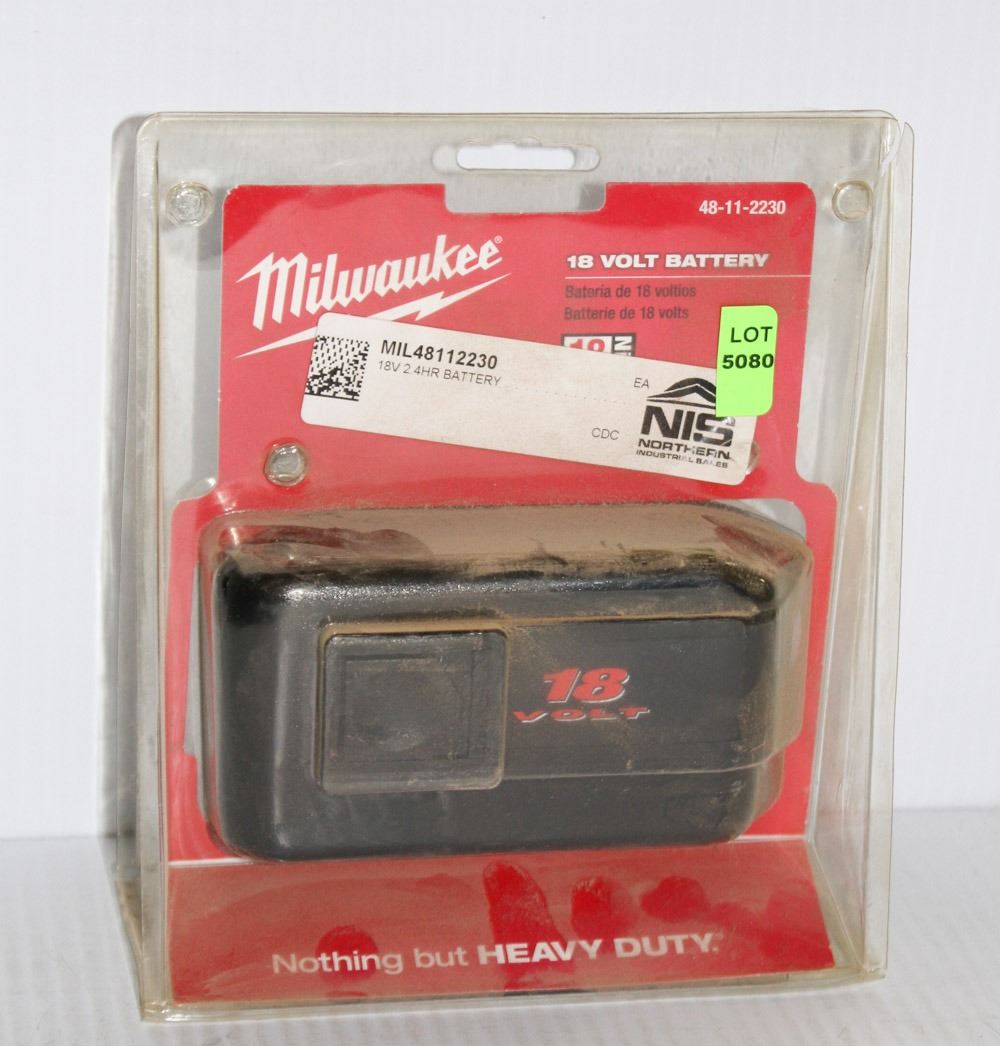 48-11-2230
Milwaukee®
18 VOLT BATTERY
Batería de 18 voltios
Batterie de 18 volts
LOT
5080
MIL48112230
18V 2.4HR BATTERY
EA
CDC
NIS
NORTHERN
INDUSTRIAL SALES
18
VOLT
Nothing but HEAVY DUTY.